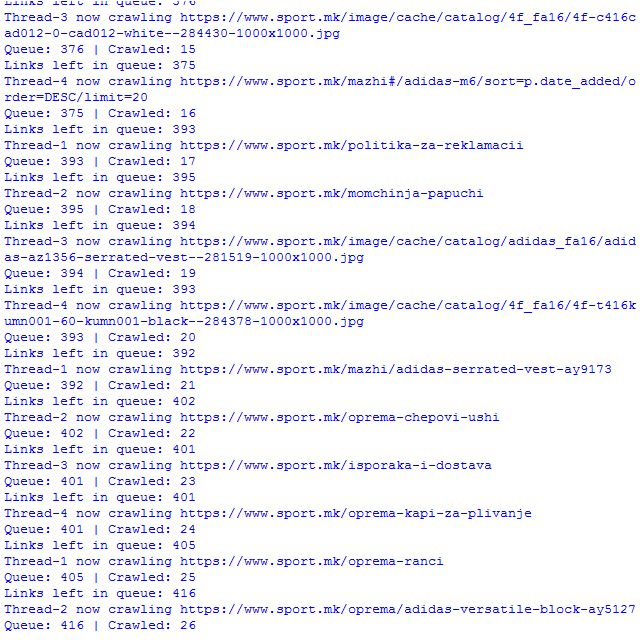 Links left in queue: 376
Thread-3 now crawling https://www.sport.mk/image/cache/catalog/4f_fa16/4f-c416c
ad012-0-cad012-white--284430-1000x1000.jpg
Queue: 376 | Crawled: 15
Links left in queue: 375
Thread-4 now crawling https://www.sport.mk/mazhi#/adidas-m6/sort=p.date_added/o
rder=DESC/limit=20
Queue: 375 | Crawled: 16
Links left in queue: 393
Thread-1 now crawling https://www.sport.mk/politika-za-reklamacii
Queue: 393 | Crawled: 17
Links left in queue: 395
Thread-2 now crawling https://www.sport.mk/momchinja-papuchi
Queue: 395 | Crawled: 18
Links left in queue: 394
Thread-3 now crawling https://www.sport.mk/image/cache/catalog/adidas_fa16/adid
as-az1356-serrated-vest--281519-1000x1000.jpg
Queue: 394 | Crawled: 19
Links left in queue: 393
Thread-4 now crawling https://www.sport.mk/image/cache/catalog/4f_fa16/4f-t416k
umn001-60-kumn001-black--284378-1000x1000.jpg
Queue: 393 | Crawled: 20
Links left in queue: 392
Thread-1 now crawling https://www.sport.mk/mazhi/adidas-serrated-vest-ay9173
Queue: 392 | Crawled: 21
Links left in queue: 402
Thread-2 now crawling https://www.sport.mk/oprema-chepovi-ushi
Queue: 402 | Crawled: 22
Links left in queue: 401
Thread-3 now crawling https://www.sport.mk/isporaka-i-dostava
Queue: 401 | Crawled: 23
Links left in queue: 401
Thread-4 now crawling https://www.sport.mk/oprema-kapi-za-plivanje
Queue: 401 | Crawled: 24
Links left in queue: 405
Thread-1 now crawling https://www.sport.mk/oprema-ranci
Queue: 405 | Crawled: 25
Links left in queue: 416
Thread-2 now crawling https://www.sport.mk/oprema/adidas-versatile-block-ay5127
Queue: 416 | Crawled: 26